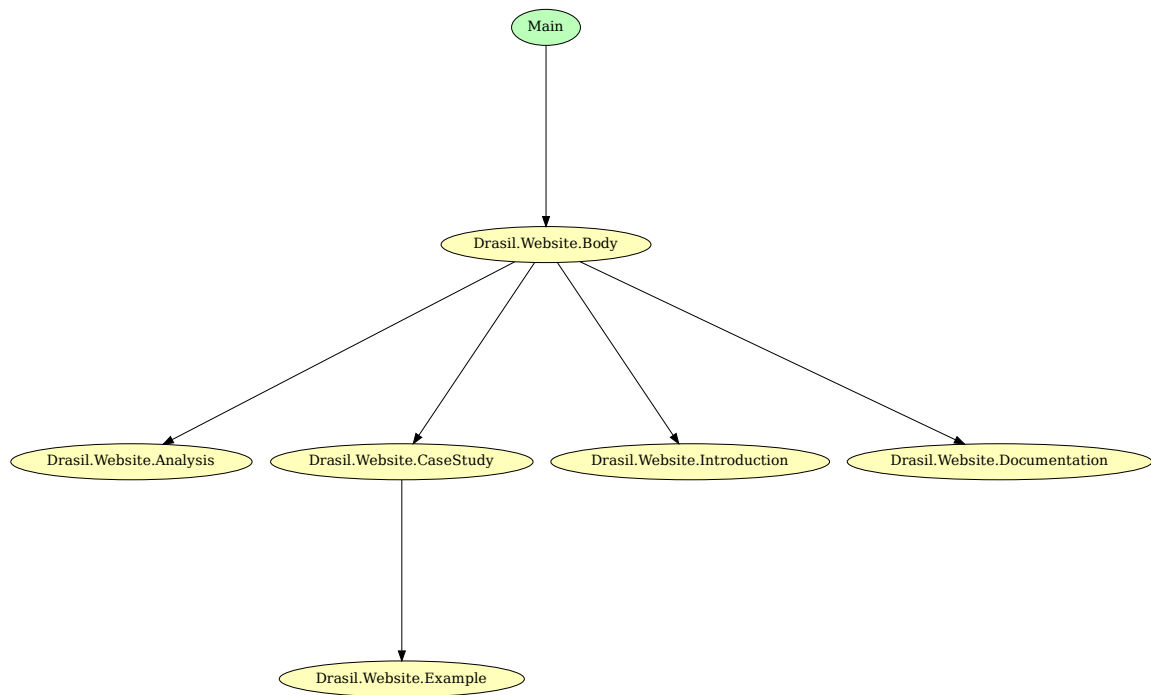 Main
Drasil.Website.Body
Drasil.Website.Analysis
Drasil.Website.CaseStudy
Drasil.Website.Introduction
Drasil.Website.Documentation
Drasil.Website.Example